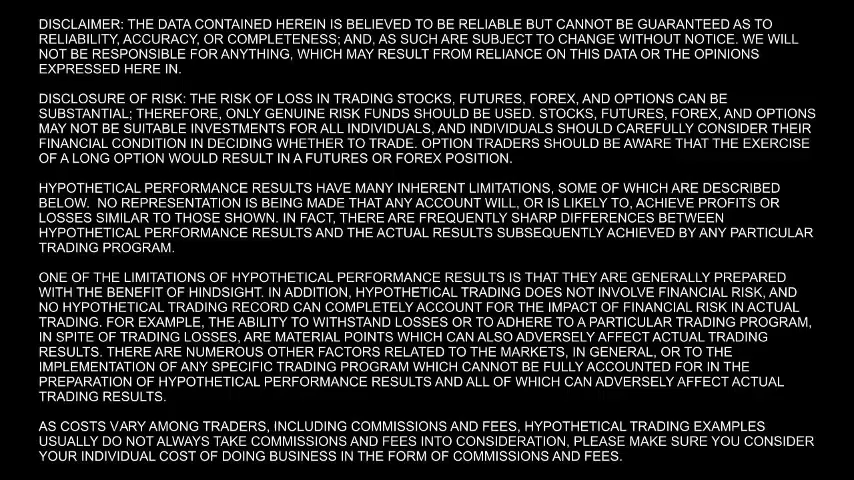 DISCLAIMER: THE DATA CONTAINED HEREIN IS BELIEVED TO BE RELIABLE BUT CANNOT BE GUARANTEED AS TO
RELIABILITY, ACCURACY, OR COMPLETENESS; AND, AS SUCH ARE SUBJECT TO CHANGE WITHOUT NOTICE. WE WILL
NOT BE RESPONSIBLE FOR ANYTHING, WHICH MAY RESULT FROM RELIANCE ON THIS DATA OR THE OPINIONS
EXPRESSED HERE IN.
DISCLOSURE OF RISK: THE RISK OF LOSS IN TRADING STOCKS, FUTURES, FOREX, AND OPTIONS CAN BE
SUBSTANTIAL; THEREFORE, ONLY GENUINE RISK FUNDS SHOULD BE USED. STOCKS, FUTURES, FOREX, AND OPTIONS
MAY NOT BE SUITABLE INVESTMENTS FOR ALL INDIVIDUALS, AND INDIVIDUALS SHOULD CAREFULLY CONSIDER THEIR
FINANCIAL CONDITION IN DECIDING WHETHER TO TRADE. OPTION TRADERS SHOULD BE AWARE THAT THE EXERCISE
OF A LONG OPTION WOULD RESULT IN A FUTURES OR FOREX POSITION.
HYPOTHETICAL PERFORMANCE RESULTS HAVE MANY INHERENT LIMITATIONS, SOME OF WHICH ARE DESCRIBED
BELOW. NO REPRESENTATION IS BEING MADE THAT ANY ACCOUNT WILL, OR IS LIKELY TO, ACHIEVE PROFITS OR
LOSSES SIMILAR TO THOSE SHOWN. IN FACT, THERE ARE FREQUENTLY SHARP DIFFERENCES BETWEEN
HYPOTHETICAL PERFORMANCE RESULTS AND THE ACTUAL RESULTS SUBSEQUENTLY ACHIEVED BY ANY PARTICULAR
TRADING PROGRAM.
ONE OF THE LIMITATIONS OF HYPOTHETICAL PERFORMANCE RESULTS IS THAT THEY ARE GENERALLY PREPARED
WITH THE BENEFIT OF HINDSIGHT. IN ADDITION, HYPOTHETICAL TRADING DOES NOT INVOLVE FINANCIAL RISK, AND
NO HYPOTHETICAL TRADING RECORD CAN COMPLETELY ACCOUNT FOR THE IMPACT OF FINANCIAL RISK IN ACTUAL
TRADING. FOR EXAMPLE, THE ABILITY TO WITHSTAND LOSSES OR TO ADHERE TO A PARTICULAR TRADING PROGRAM,
IN SPITE OF TRADING LOSSES, ARE MATERIAL POINTS WHICH CAN ALSO ADVERSELY AFFECT ACTUAL TRADING
RESULTS. THERE ARE NUMEROUS OTHER FACTORS RELATED TO THE MARKETS, IN GENERAL, OR TO THE
IMPLEMENTATION OF ANY SPECIFIC TRADING PROGRAM WHICH CANNOT BE FULLY ACCOUNTED FOR IN THE
PREPARATION OF HYPOTHETICAL PERFORMANCE RESULTS AND ALL OF WHICH CAN ADVERSELY AFFECT ACTUAL
TRADING RESULTS.
AS COSTS VARY AMONG TRADERS, INCLUDING COMMISSIONS AND FEES, HYPOTHETICAL TRADING EXAMPLES
USUALLY DO NOT ALWAYS TAKE COMMISSIONS AND FEES INTO CONSIDERATION, PLEASE MAKE SURE YOU CONSIDER
YOUR INDIVIDUAL COST OF DOING BUSINESS IN THE FORM OF COMMISSIONS AND FEES.